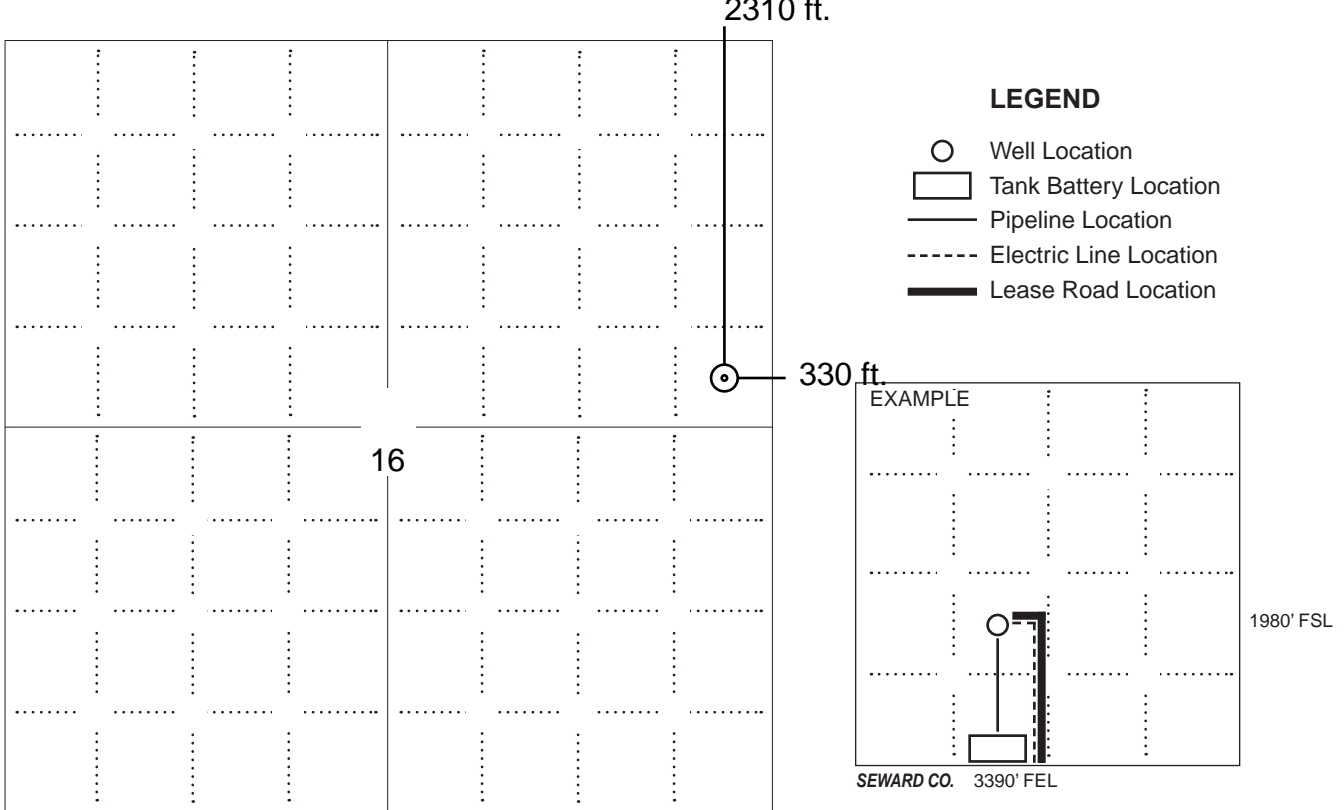 2310 ft.
LEGEND
Well Location
Tank Battery Location
Pipeline Location
Electric Line Location
Lease Road Location
330 ft.
EXAMPLE
16
1980' FSL
SEWARD CO. 3390' FEL